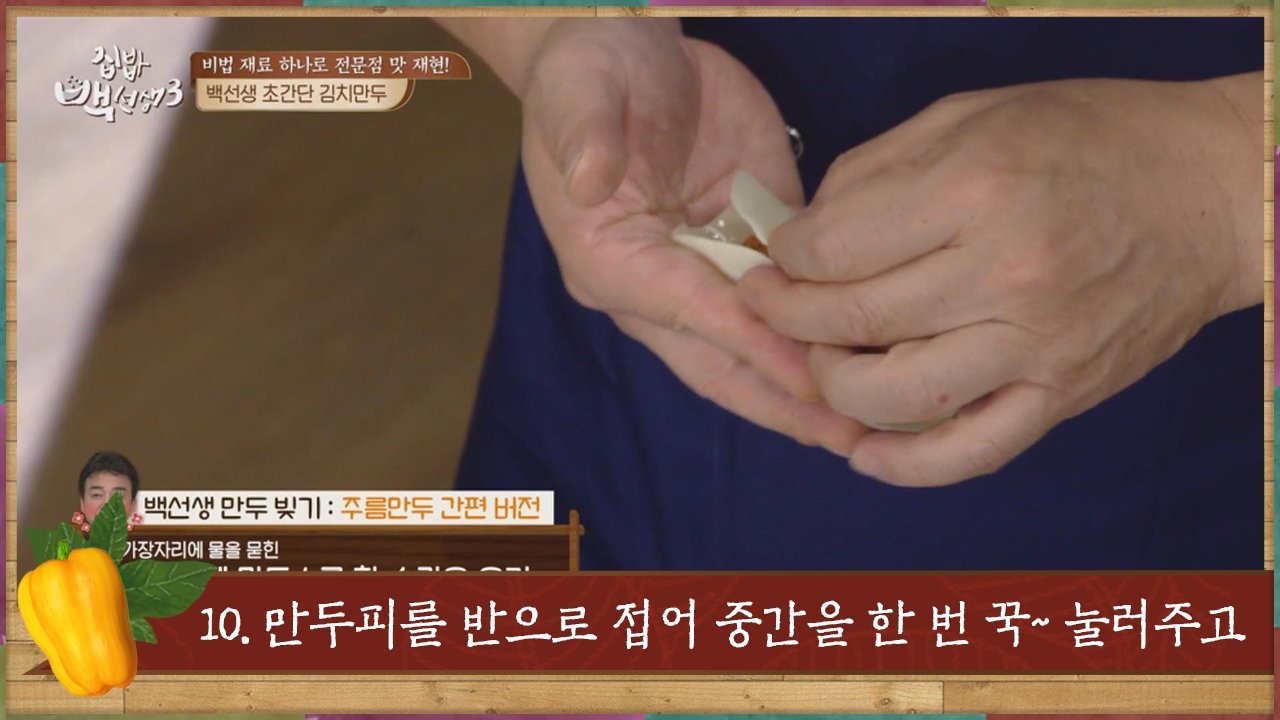 집밥
백선생3
비법 재료 하나로 전문점 맛 재현!
백선생 초간단 김치만두
백선생 만두 빚기 : 주름만두 간편 버전
가장자리에 물을 묻힌
10. 만두피를 반으로 접어 중간을 한 번 꾹~ 눌러주고